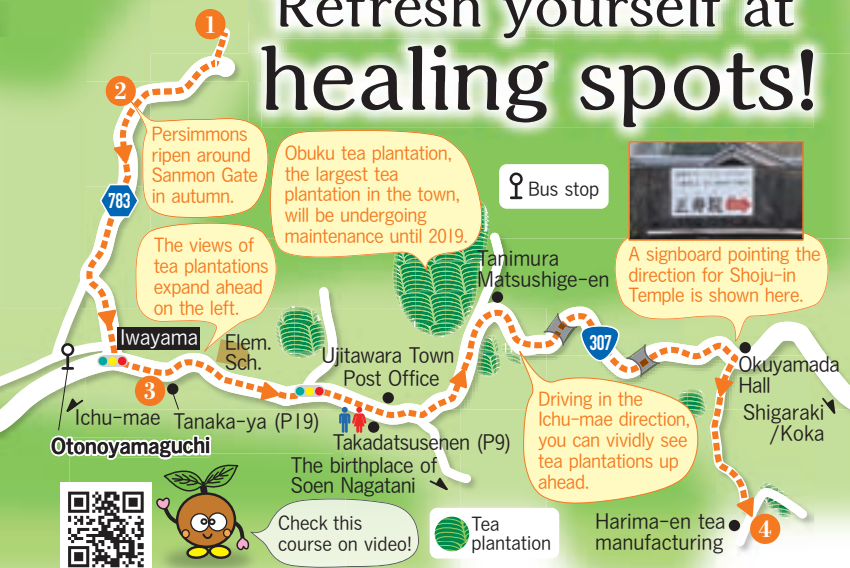 Refresh yourself at
healing spots!
1
2
Persimmons
ripen around
Sanmon Gate
in autumn.
783
Obuku tea plantation,
the largest tea
plantation in the town,
will be undergoing
maintenance until 2019.
Bus stop
The views of
tea plantations
expand ahead
on the left.
Tanimura
Matsushige-en
正寿院
A signboard pointing the
direction for Shoju-in
Temple is shown here.
Iwayama
Elem.
Sch.
Ujitawara Town
Post Office
307
Okuyamada
Hall
Shigaraki
/Koka
3
Ichu-mae
Tanaka-ya (P19)
Otonoyamaguchi
Takadatsusenen (P9)
The birthplace of
Soen Nagatani
Driving in the
Ichu-mae direction,
you can vividly see
tea plantations up
ahead.
Check this
course on video!
Tea
plantation
Harima-en tea
manufacturing
4